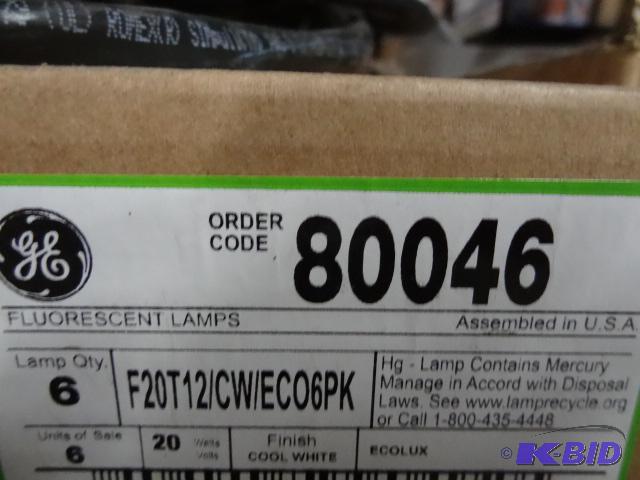 ROMEX
ORDER
CODE
80046
GE
FLUORESCENT LAMPS
Assembled in U.S.A
Lamp Qty.
6
F20T12/CW/ECO6PK
Hg - Lamp Contains Mercury
Manage in Accord with Disposal
Laws. See www.lamprecycle.org
or Call 1-800-435-4448
Units of Sale
6
20 Watts
Volts
Finish
COOL WHITE
ECOLUX
© K-BID